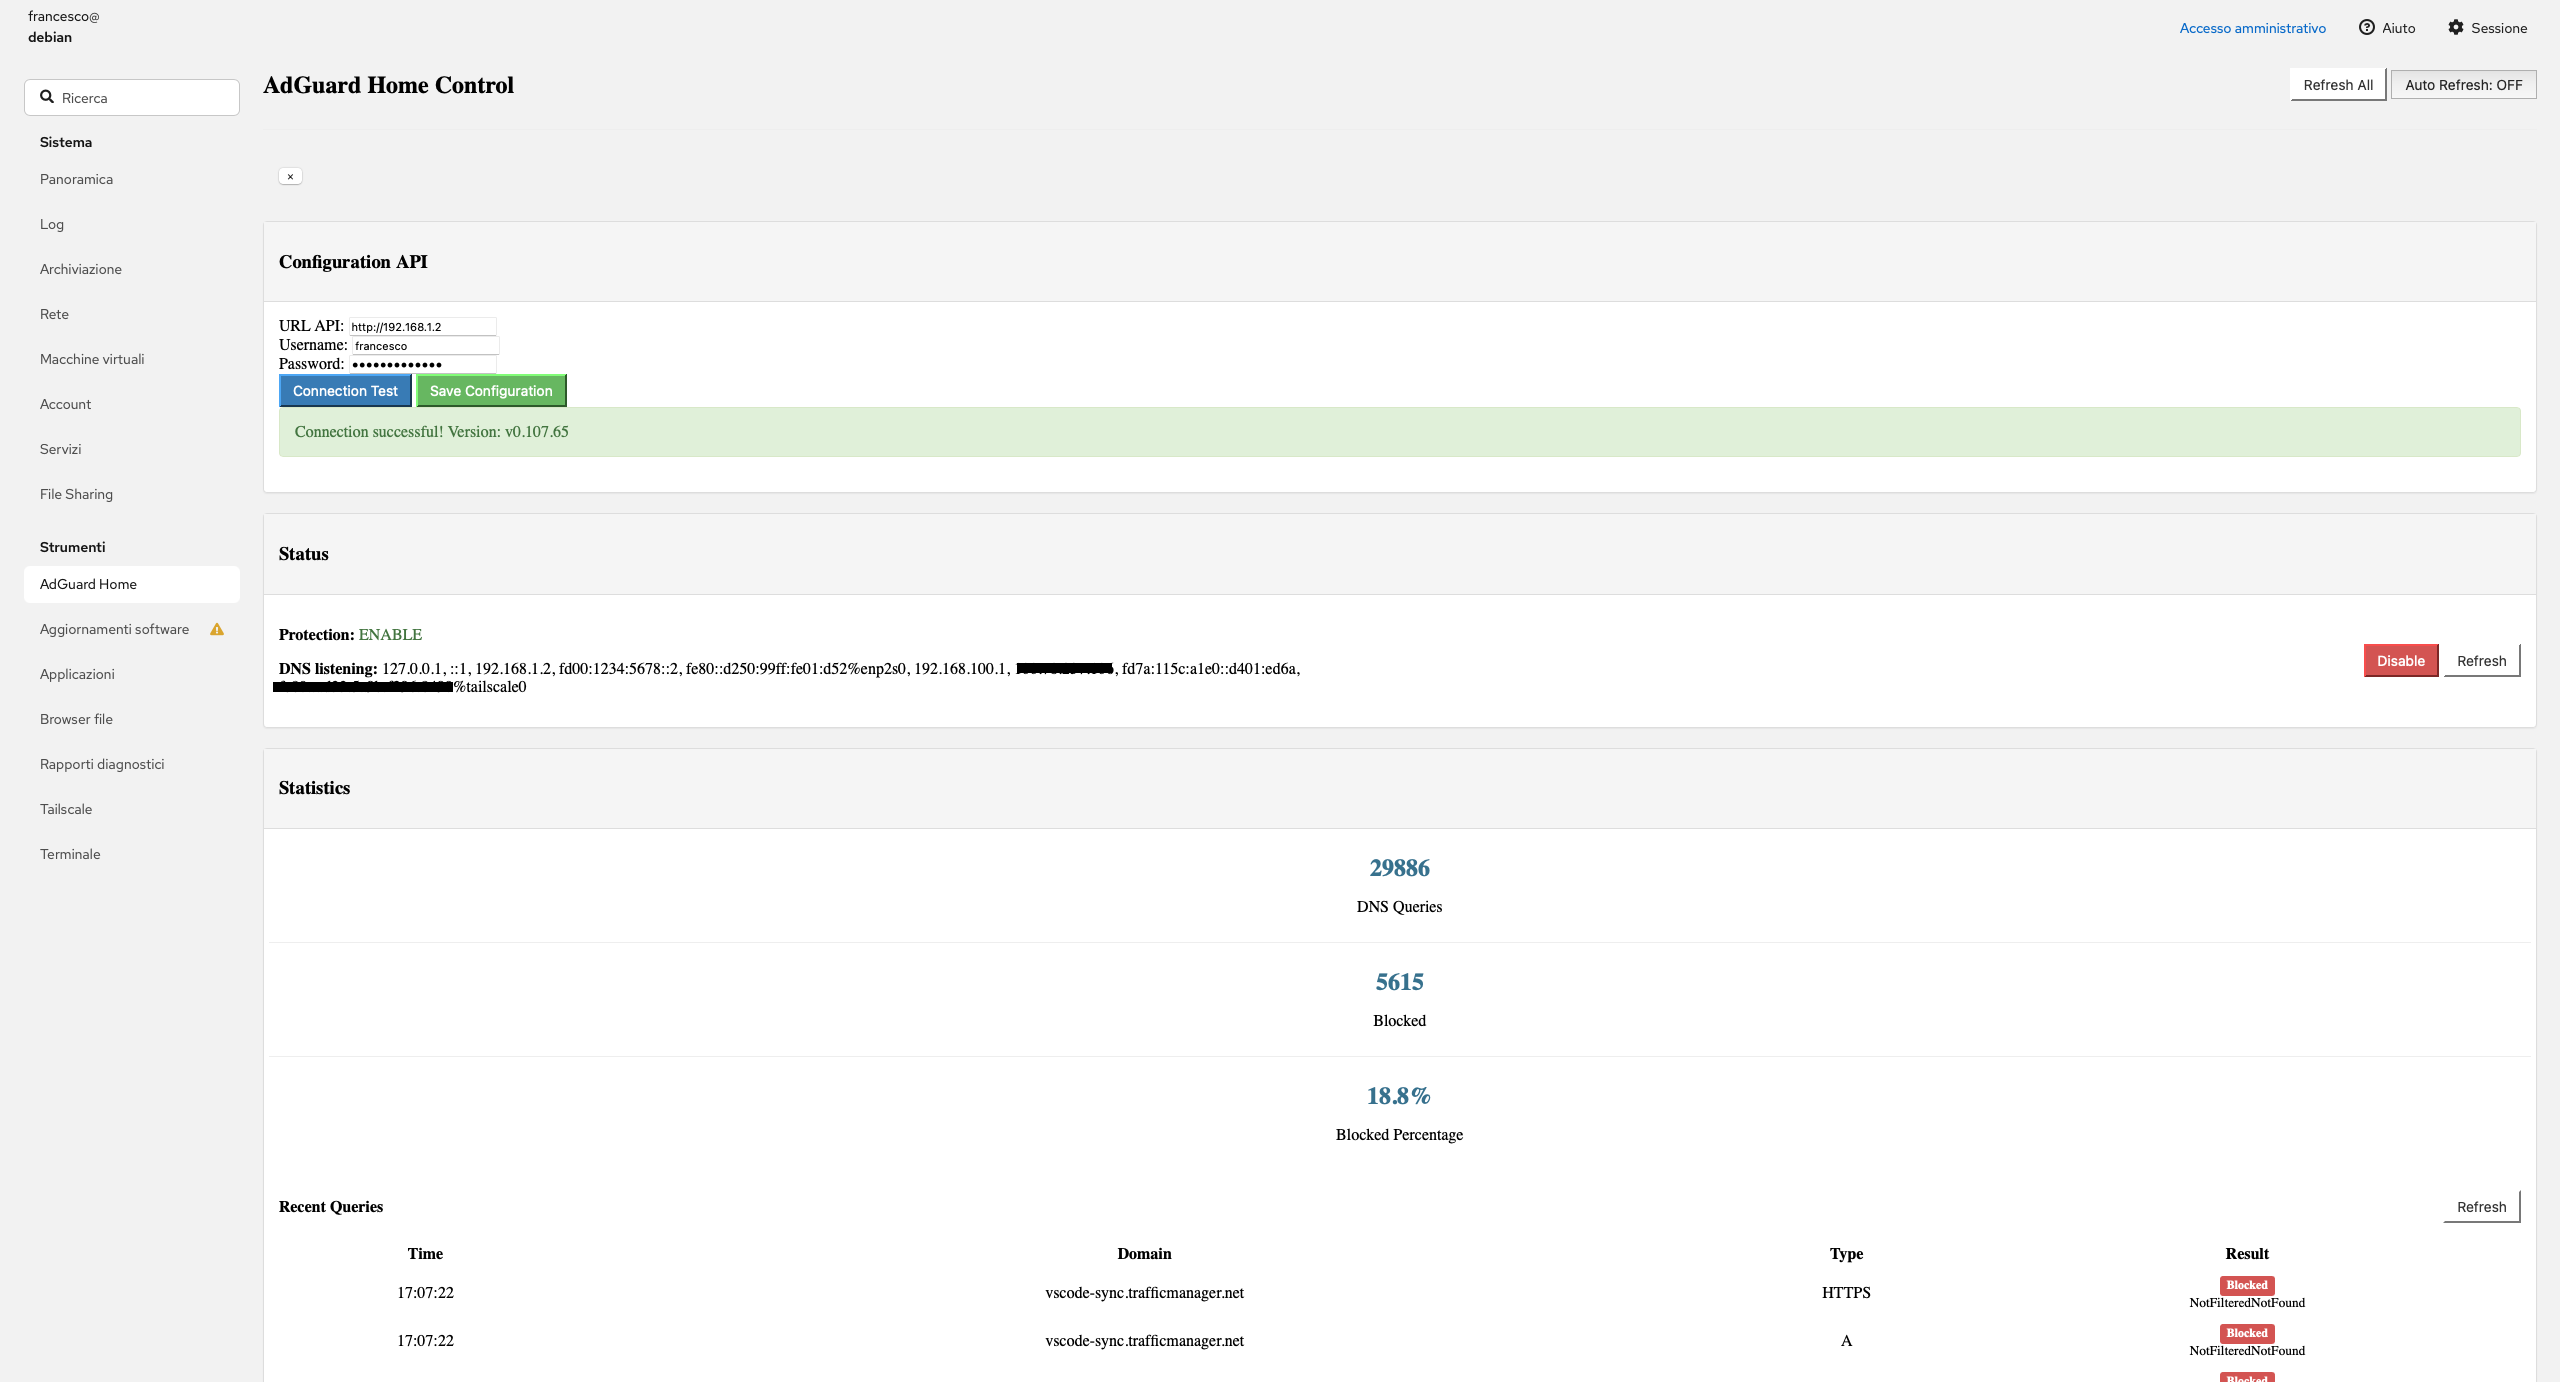 francesco@
debian
Accesso amministrativo
Aiuto
Sessione
Ricerca
Sistema
Panoramica
Log
Archiviazione
Rete
Macchine virtuali
Account
Servizi
File Sharing
Strumenti
AdGuard Home
Aggiornamenti software
Applicazioni
Browser file
Rapporti diagnostici
Tailscale
Terminale
AdGuard Home Control
Refresh All
Auto Refresh: OFF
×
Configuration API
URL API: http://192.168.1.2
Username: francesco
Password: •••••••••••••
Connection Test
Save Configuration
Connection successful! Version: v0.107.65
Status
Protection: ENABLE
DNS listening: 127.0.0.1, ::1, 192.168.1.2, fd00:1234:5678::2, fe80::d250:99ff:fe01:d52%enp2s0, 192.168.100.1, , fd7a:115c:a1e0::d401:ed6a,
%tailscale0
Disable
Refresh
Statistics
29886
DNS Queries
5615
Blocked
18.8%
Blocked Percentage
Recent Queries
Refresh
Time Domain Type Result
17:07:22 vscode-sync.trafficmanager.net HTTPS Blocked
NotFilteredNotFound
17:07:22 vscode-sync.trafficmanager.net A Blocked
NotFilteredNotFound
Blocked